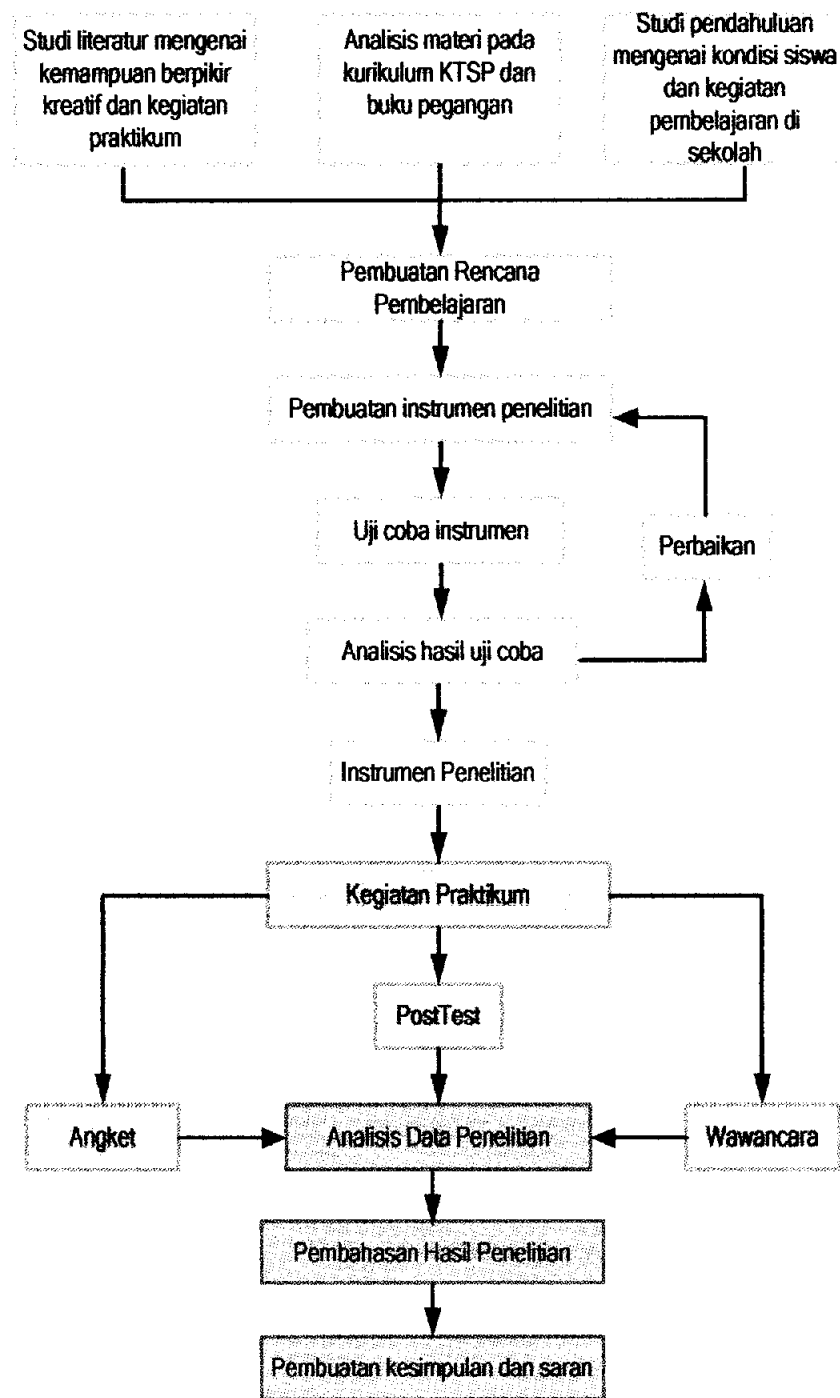 Studi literatur mengenai
kemampuan berpikir
kreatif dan kegiatan
praktikum
Analisis materi pada
kurikulum KTSP dan
buku pegangan
Studi pendahuluan
mengenai kondisi siswa
dan kegiatan
pembelajaran di
sekolah
Pembuatan Rencana
Pembelajaran
Pembuatan instrumen penelitian
Uji coba instrumen
Perbaikan
Analisis hasil uji coba
Instrumen Penelitian
Kegiatan Praktikum
PostTest
Angket
Analisis Data Penelitian
Wawancara
Pembahasan Hasil Penelitian
Pembuatan kesimpulan dan saran